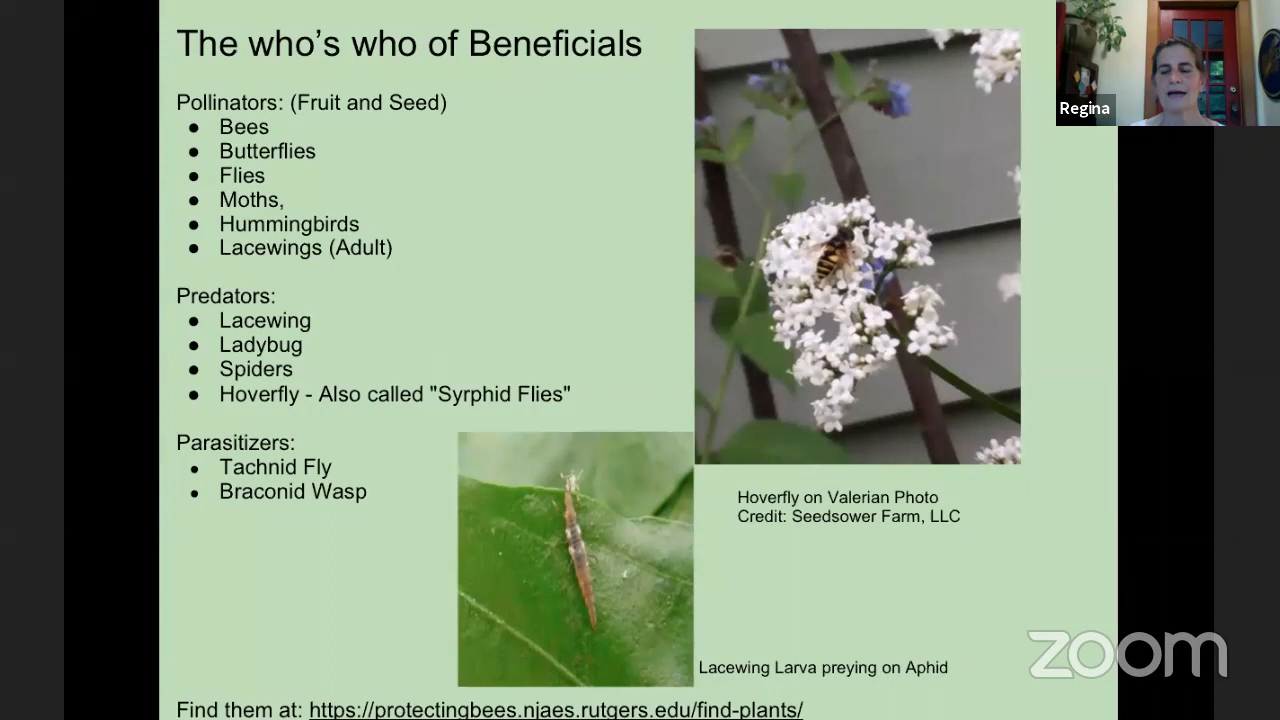 The who's who of Beneficials
Pollinators: (Fruit and Seed)
● Bees
● Butterflies
● Flies
● Moths,
● Hummingbirds
● Lacewings (Adult)
Predators:
● Lacewing
● Ladybug
● Spiders
● Hoverfly - Also called "Syrphid Flies"
Parasitizers:
● Tachnid Fly
● Braconid Wasp
Hoverfly on Valerian Photo
Credit: Seedsower Farm, LLC
Lacewing Larva preying on Aphid
Find them at: https://protectingbees.njaes.rutgers.edu/find-plants/
Regina
zoom